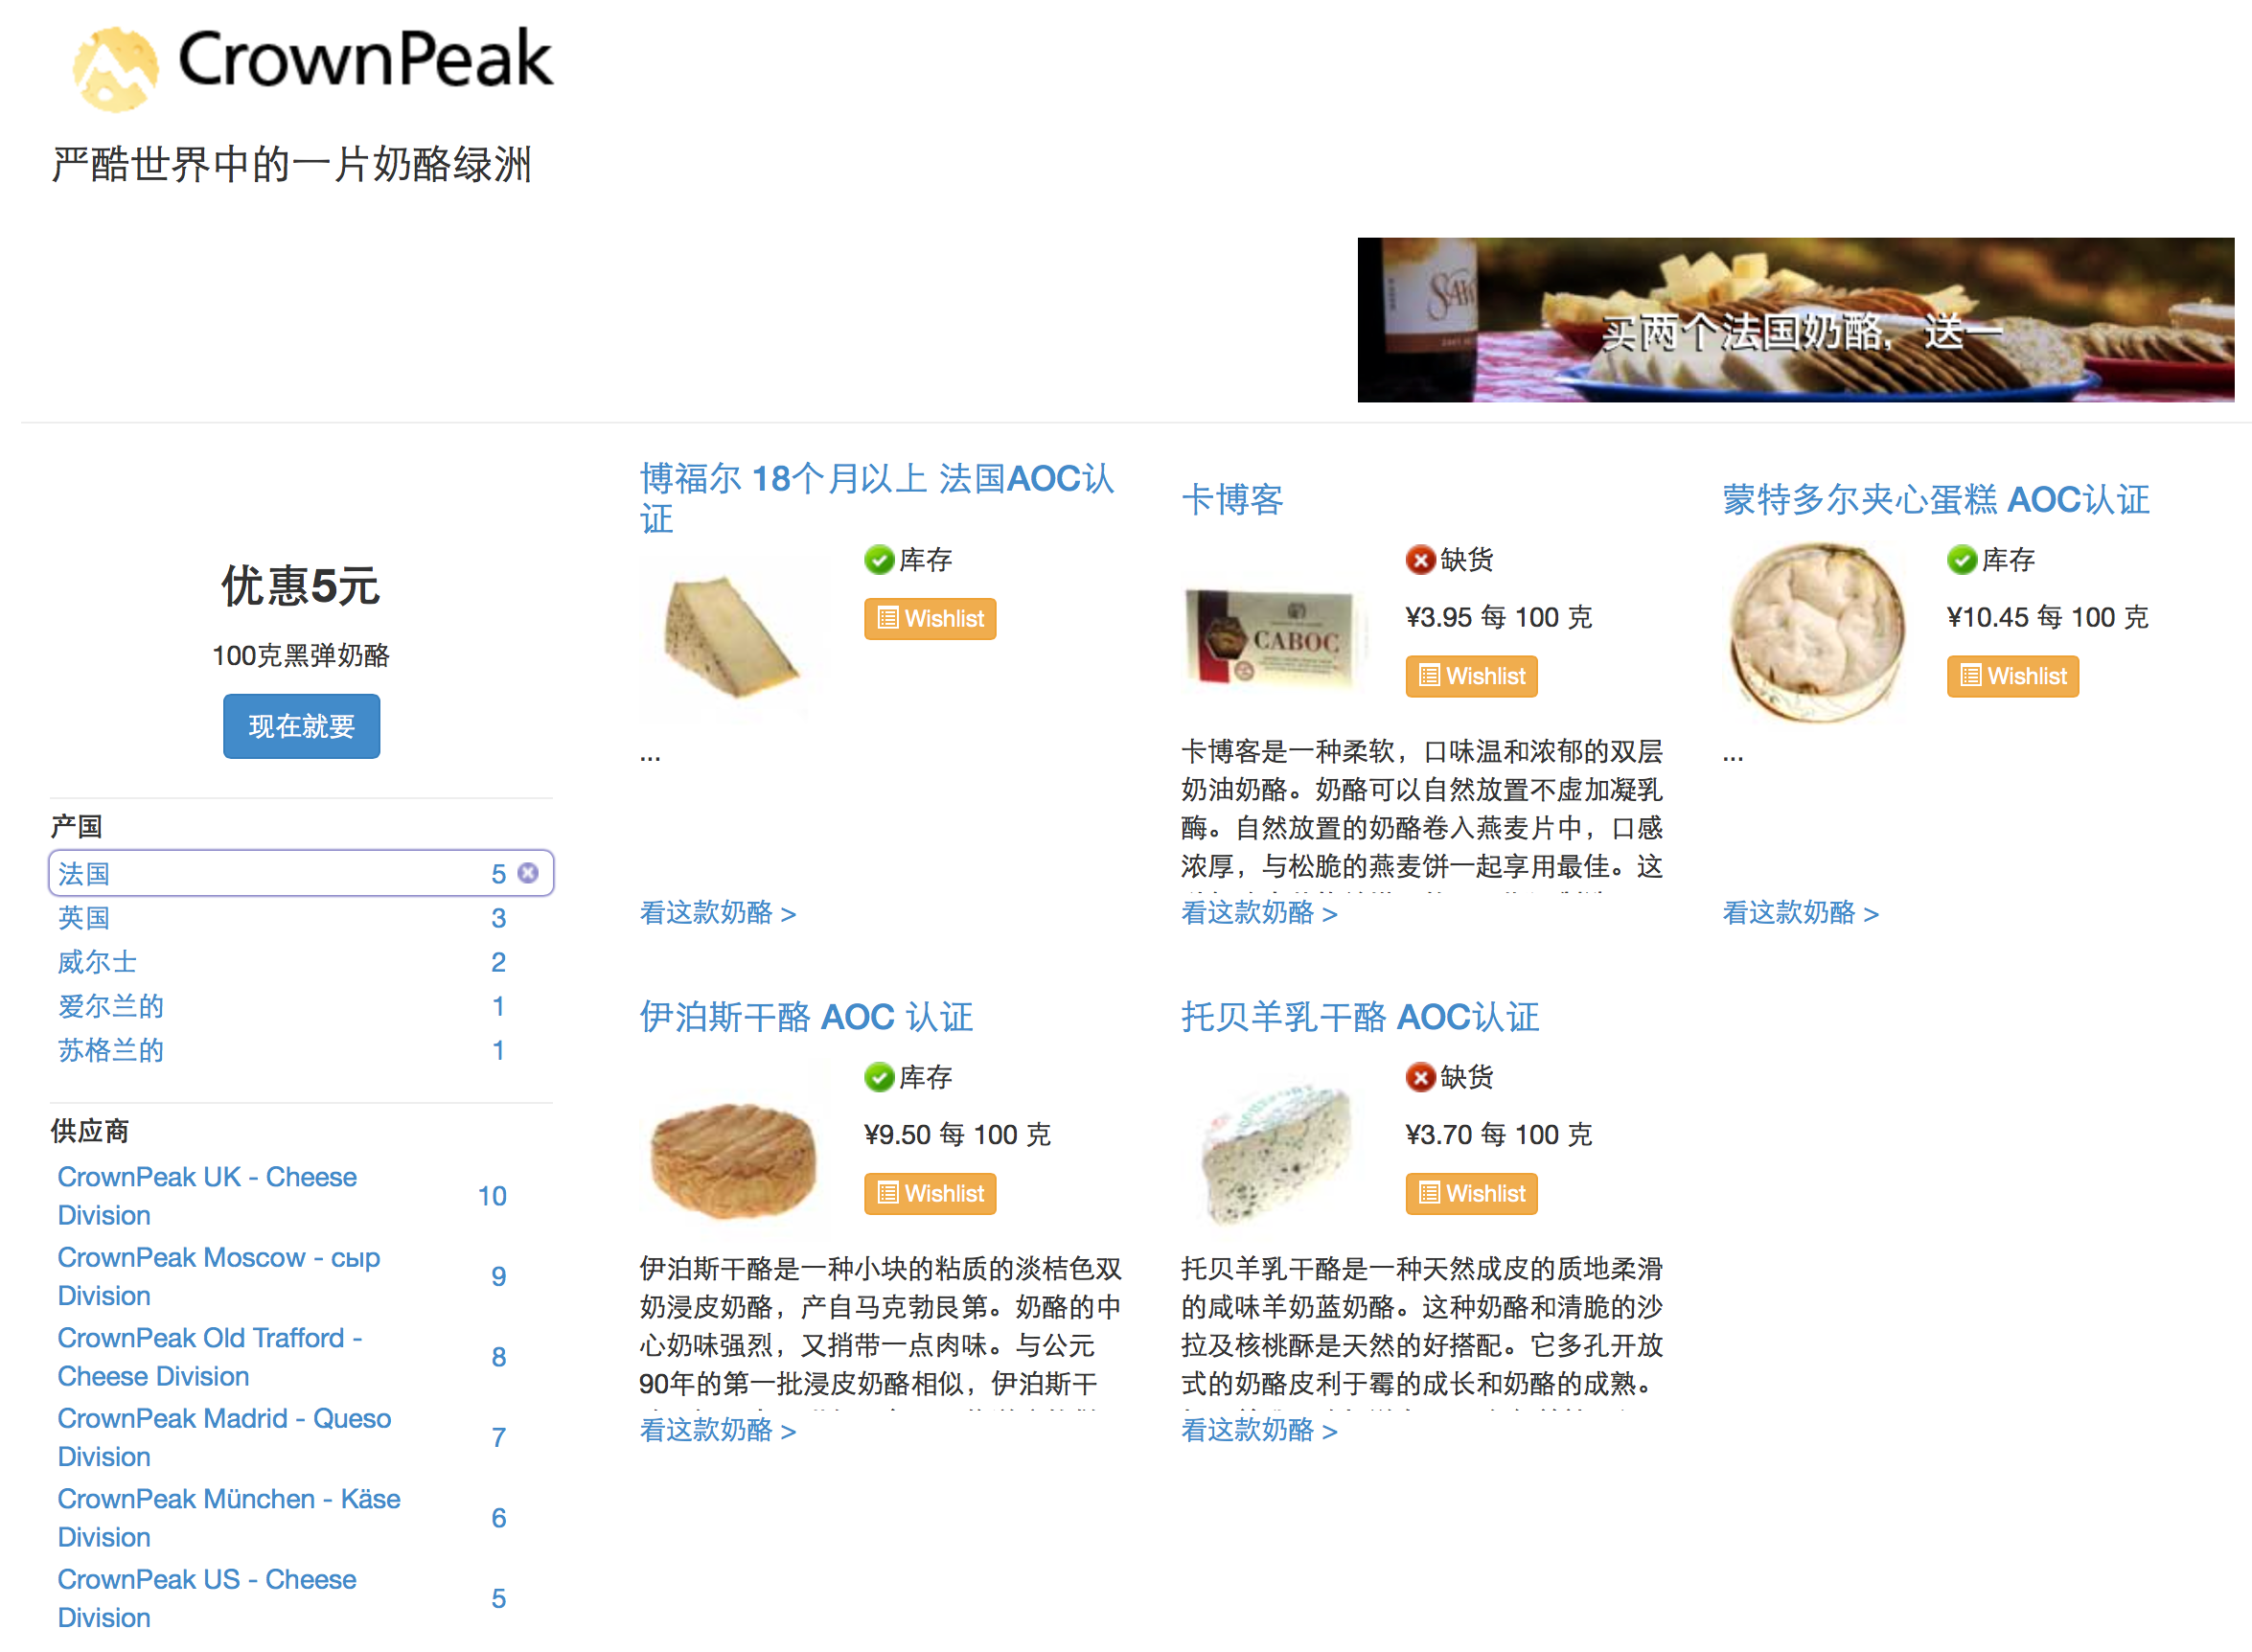 CrownPeak
严酷世界中的一片奶酪绿洲
买两个法国奶酪，送一
优惠5元
100克黑弹奶酪
现在就要
产国
法国 5
英国 3
威尔士 2
爱尔兰的 1
苏格兰的 1
供应商
CrownPeak UK - Cheese
Division
10
CrownPeak Moscow - сыр
Division
9
CrownPeak Old Trafford -
Cheese Division
8
CrownPeak Madrid - Queso
Division
7
CrownPeak München - Käse
Division
6
CrownPeak US - Cheese
Division
5
博福尔 18个月以上 法国AOC认
证
库存
Wishlist
...
看这款奶酪 >
卡博客
缺货
¥3.95 每 100 克
CABOC
Wishlist
卡博客是一种柔软，口味温和浓郁的双层
奶油奶酪。奶酪可以自然放置不虚加凝乳
酶。自然放置的奶酪卷入燕麦片中，口感
浓厚，与松脆的燕麦饼一起享用最佳。这
看这款奶酪 >
蒙特多尔夹心蛋糕 AOC认证
库存
¥10.45 每 100 克
Wishlist
...
看这款奶酪 >
伊泊斯干酪 AOC 认证
库存
¥9.50 每 100 克
Wishlist
伊泊斯干酪是一种小块的粘质的淡桔色双
奶浸皮奶酪，产自马克勃艮第。奶酪的中
心奶味强烈，又捎带一点肉味。与公元
90年的第一批浸皮奶酪相似，伊泊斯干
看这款奶酪 >
托贝羊乳干酪 AOC认证
缺货
¥3.70 每 100 克
Wishlist
托贝羊乳干酪是一种天然成皮的质地柔滑
的咸味羊奶蓝奶酪。这种奶酪和清脆的沙
拉及核桃酥是天然的好搭配。它多孔开放
式的奶酪皮利于霉的成长和奶酪的成熟。
看这款奶酪 >